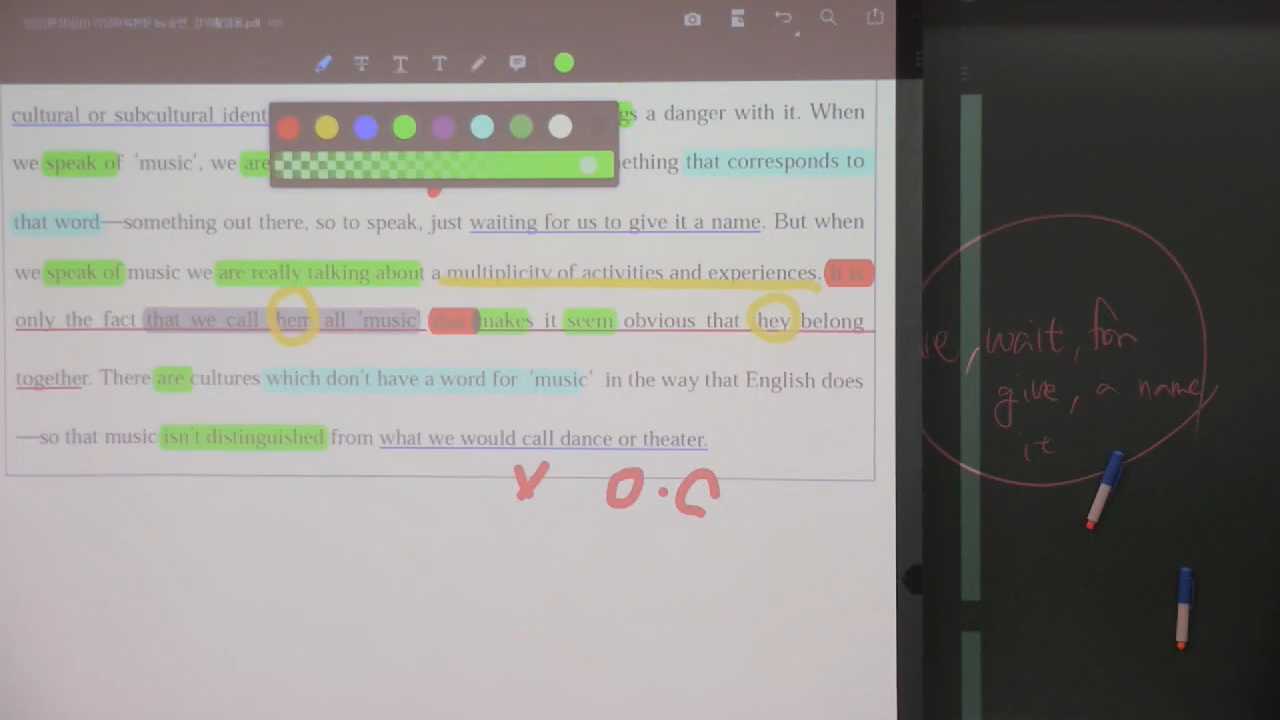 cultural or subcultural ident gs a danger with it. When
we speak of 'music', we are ething that corresponds to
that word—something out there, so to speak, just waiting for us to give it a name. But when
we speak of music we are really talking about a multiplicity of activities and experiences. It is
only the fact that we call them all 'music' that makes it seem obvious that they belong
together. There are cultures which don't have a word for 'music' in the way that English does
—so that music isn't distinguished from what we would call dance or theater.
x O.C
wait, for
give, a name
it